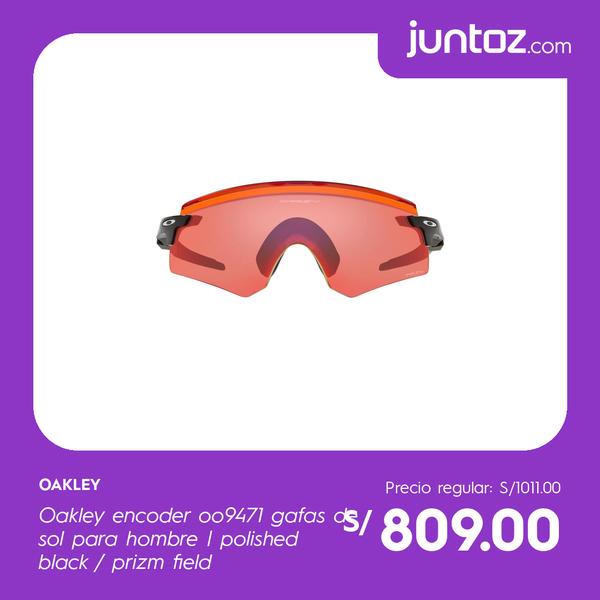 juntoz.com
OAKLEY
Oakley encoder oo9471 gafas de
sol para hombre | polished
black / prizm field
Precio regular: S/1011.00
S/ 809.00